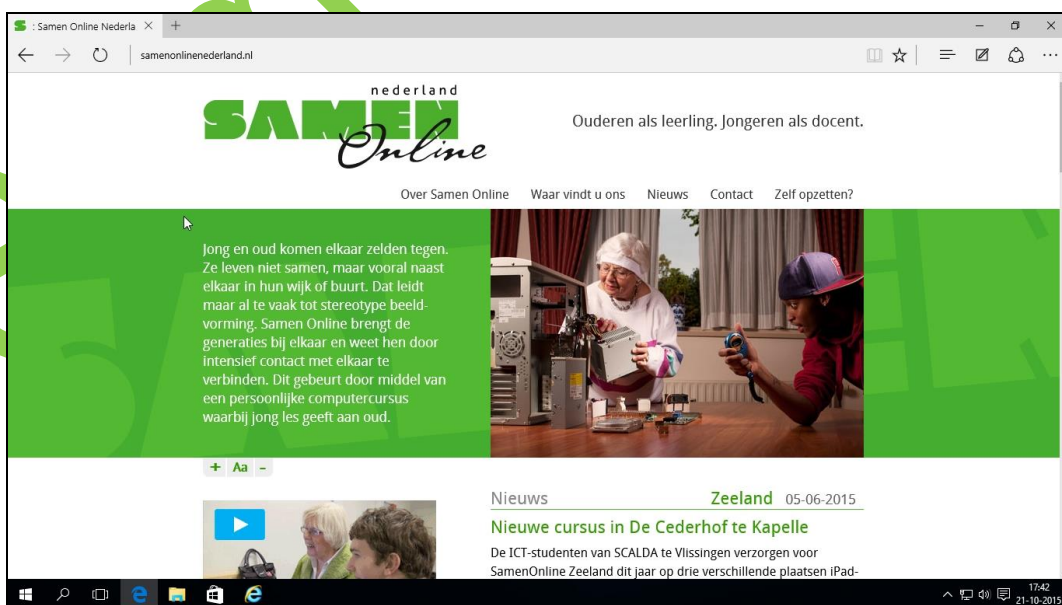 : Samen Online Nederla
samenonlinenederland.nl
nederland
SAMEN
Online
Ouderen als leerling. Jongeren als docent.
Over Samen Online Waar vindt u ons Nieuws Contact Zelf opzetten?
Jong en oud komen elkaar zelden tegen.
Ze leven niet samen, maar vooral naast
elkaar in hun wijk of buurt. Dat leidt
maar al te vaak tot stereotype beeld-
vorming. Samen Online brengt de
generaties bij elkaar en weet hen door
intensief contact met elkaar te
verbinden. Dit gebeurt door middel van
een persoonlijke computercursus
waarbij jong les geeft aan oud.
+ Aa -
Nieuws Zeeland 05-06-2015
Nieuwe cursus in De Cederhof te Kapelle
De ICT-studenten van SCALDA te Vlissingen verzorgen voor
SamenOnline Zeeland dit jaar op drie verschillende plaatsen iPad-
17:42
21-10-2015